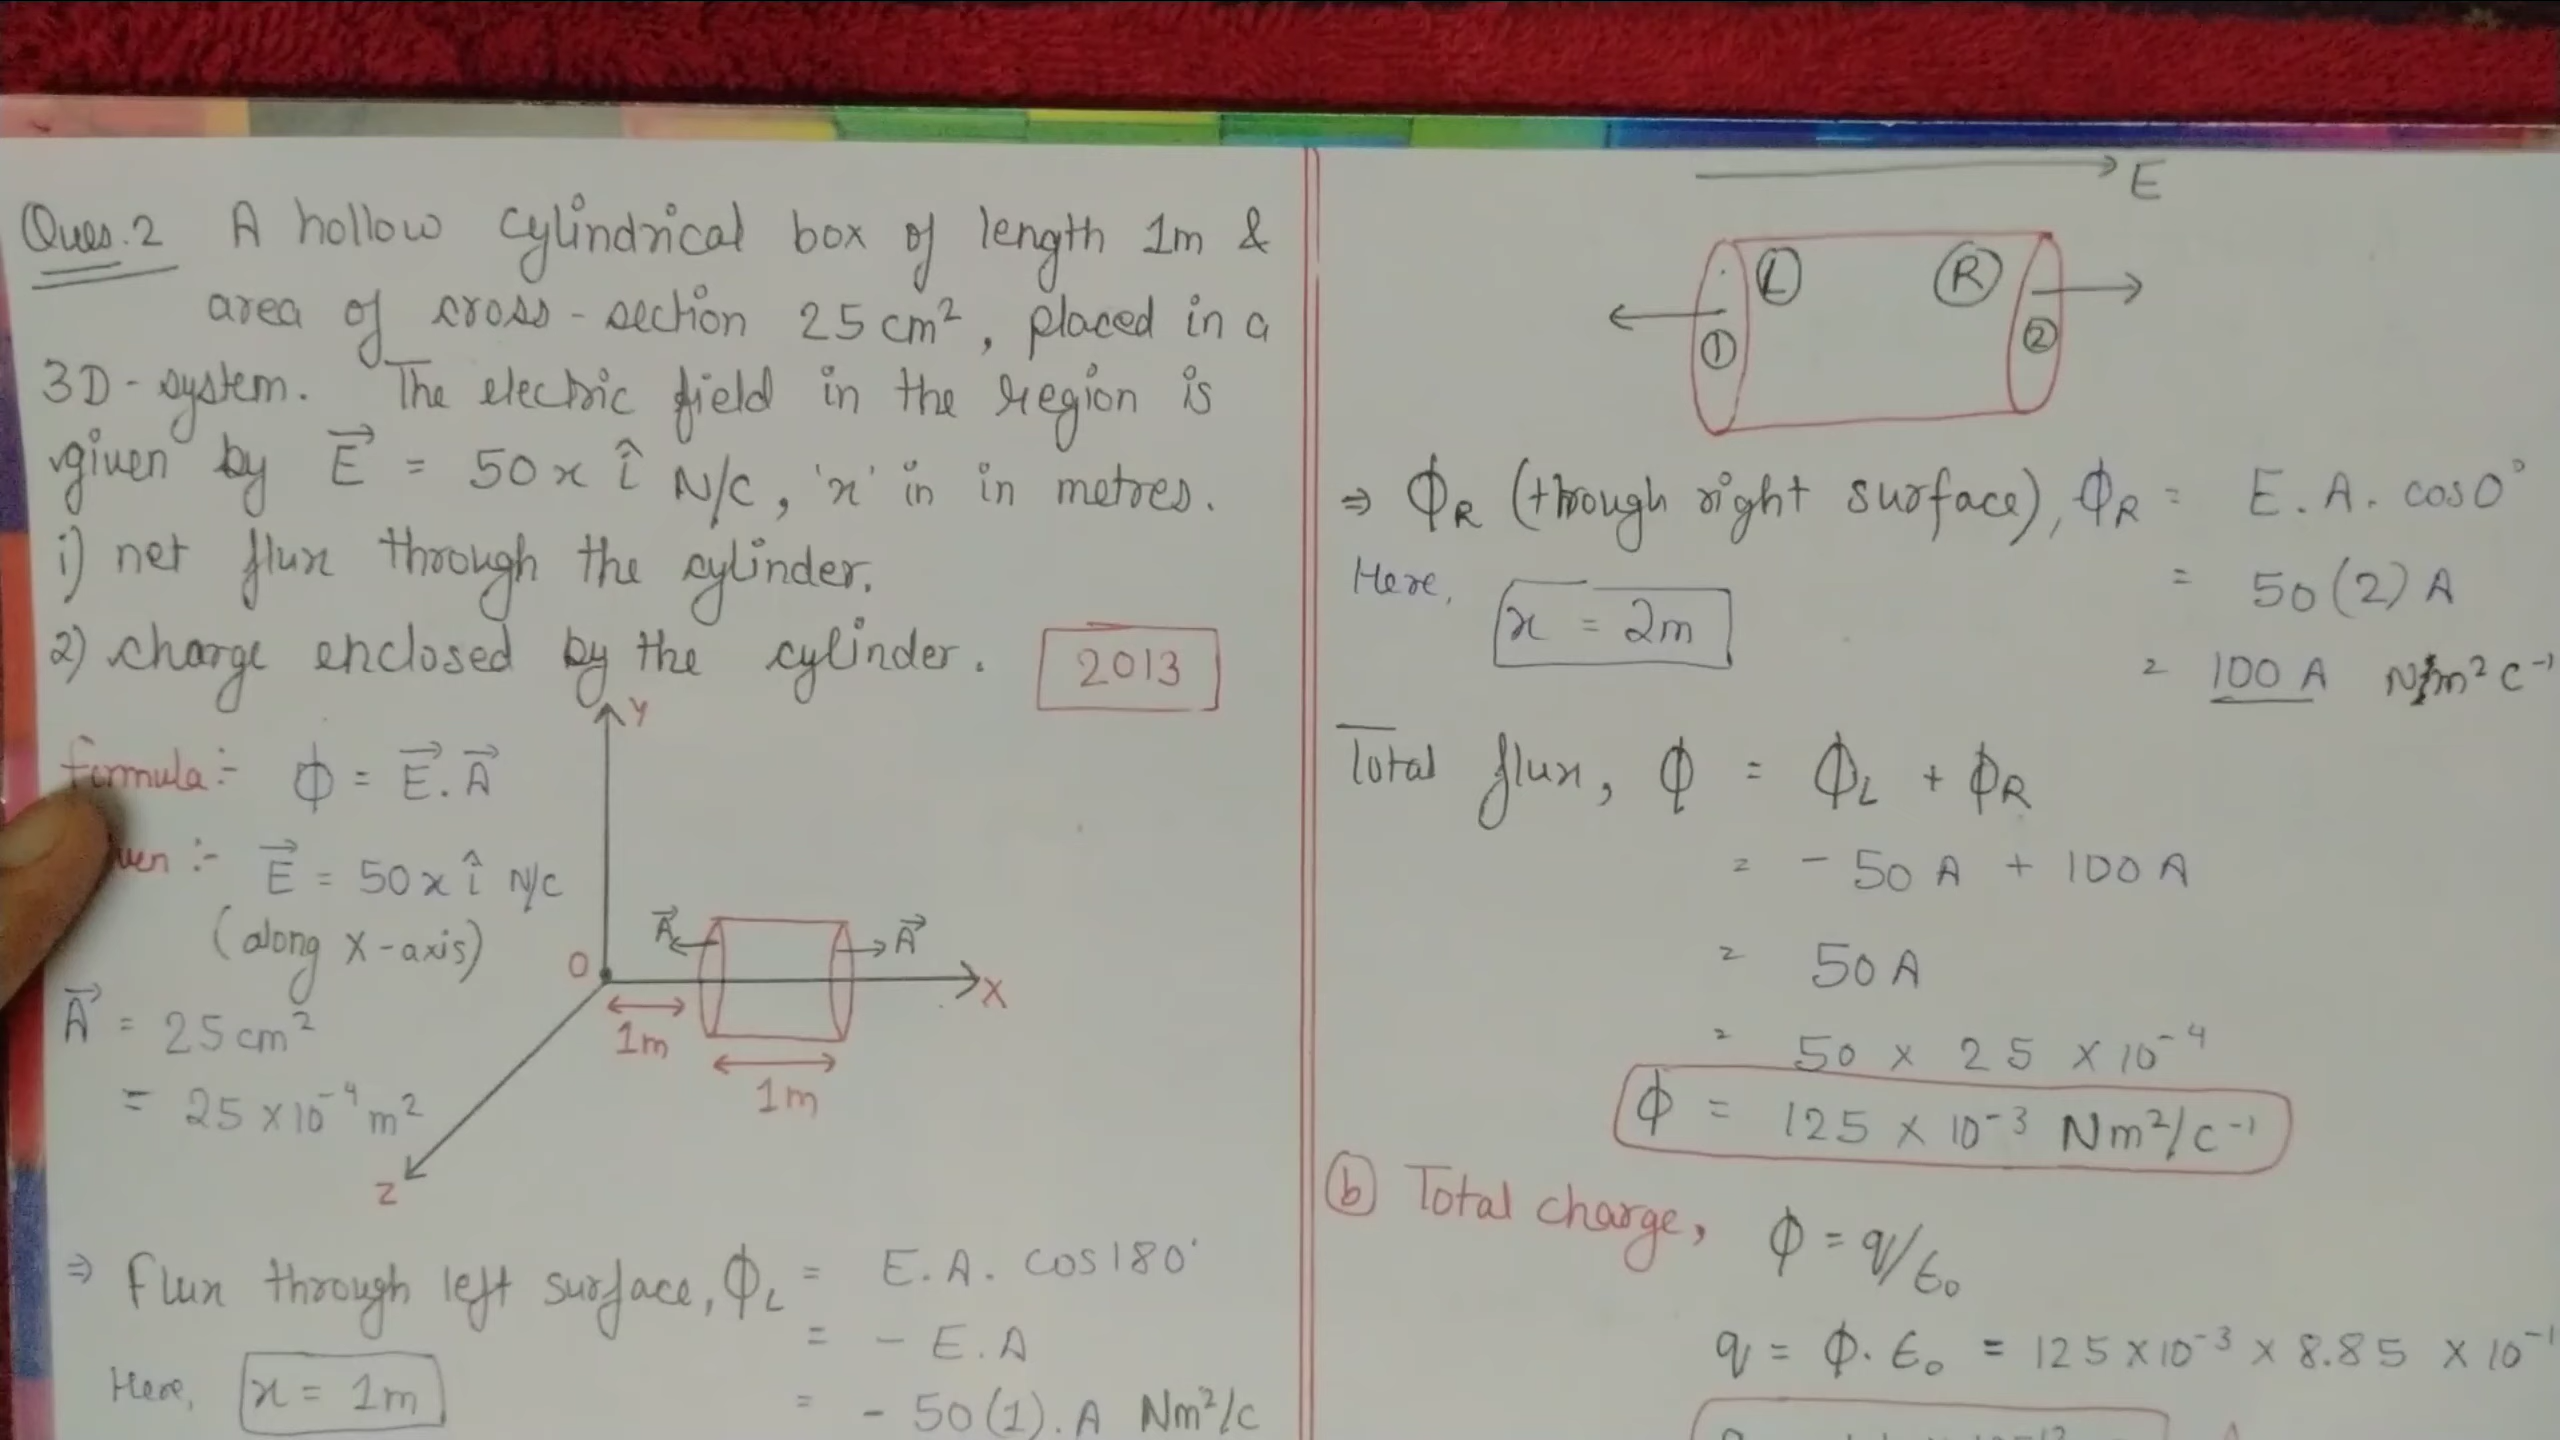 Ques.2 A hollow cylindrical box of length 1m &
area of cross-section 25 cm², placed in a
3D-system. The electric field in the region is
given by E⃗ = 50x î N/C, 'x' in in metres.
i) net flux through the cylinder.
2) charge enclosed by the cylinder.
2013
formula :- ϕ = E⃗.A⃗
:- E⃗ = 50x î N/C
(along X-axis)
A⃗ = 25 cm²
= 25 × 10⁻⁴ m²
Y
A⃗ A⃗
O X
1m
1m
Z
⇒ Flux through left surface, ϕL = E.A. cos180°
= - E.A
Here, x = 1m
= - 50(1).A Nm²/c
E
L R
1 2
⇒ ϕR (through right surface), ϕR = E.A. cos0°
Here, x = 2m
= 50(2)A
= 100 A Nm²c⁻¹
Total flux, ϕ = ϕL + ϕR
= - 50 A + 100 A
= 50 A
= 50 × 25 × 10⁻⁴
ϕ = 125 × 10⁻³ Nm²/c⁻¹
(b) Total charge, ϕ = q/ϵ₀
q = ϕ.ϵ₀ = 125 × 10⁻³ × 8.85 × 10⁻¹